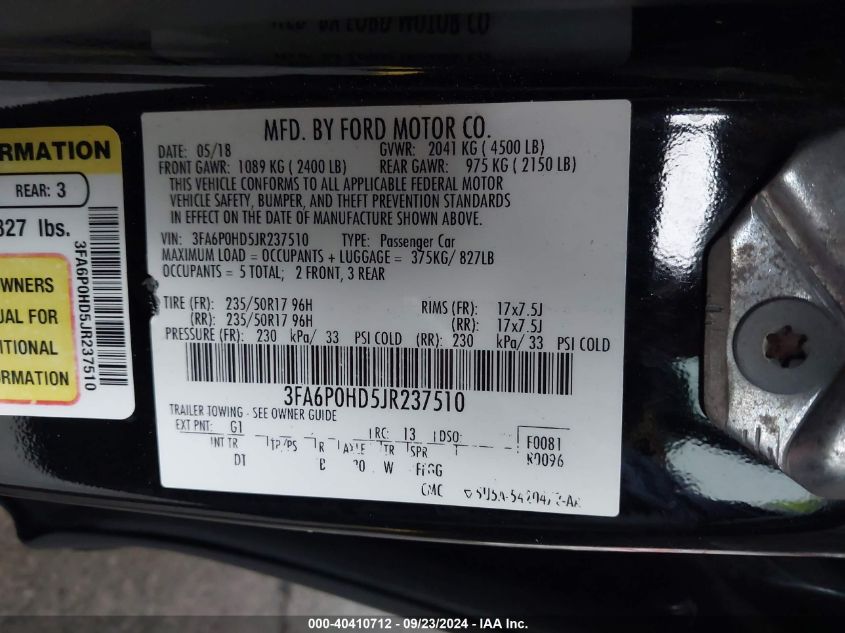 MFD. BY FORD MOTOR CO.
DATE: 05/18 GVWR: 2041 KG ( 4500 LB)
FRONT GAWR: 1089 KG ( 2400 LB) REAR GAWR: 975 KG ( 2150 LB)
THIS VEHICLE CONFORMS TO ALL APPLICABLE FEDERAL MOTOR
VEHICLE SAFETY, BUMPER, AND THEFT PREVENTION STANDARDS
IN EFFECT ON THE DATE OF MANUFACTURE SHOWN ABOVE.
VIN: 3FA6P0HD5JR237510 TYPE: Passenger Car
MAXIMUM LOAD = OCCUPANTS + LUGGAGE = 375KG/ 827LB
OCCUPANTS = 5 TOTAL; 2 FRONT, 3 REAR
TIRE (FR): 235/50R17 96H RIMS (FR): 17x7.5J
(RR): 235/50R17 96H (RR): 17x7.5J
PRESSURE (FR): 230 kPa/ 33 PSI COLD (RR): 230 kPa/ 33 PSI COLD
3FA6P0HD5JR237510
TRAILER TOWING - SEE OWNER GUIDE
EXT PNT: G1 RC: 13 DSO: F0081
INT TR TP/PS R AXLE TR SPR
DT W
RMATION
REAR: 3
827 lbs.
OWNERS
UAL FOR
ITIONAL
ORMATION
3FA6P0HD5JR237510
000-40410712 - 09/23/2024 - IAA Inc.